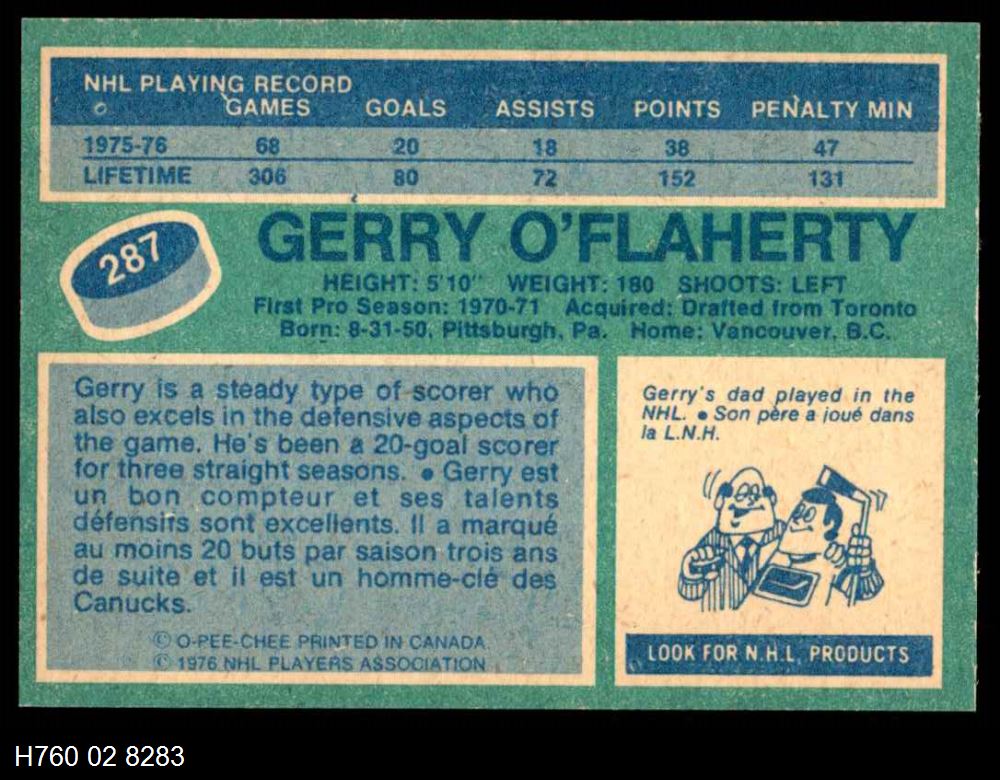 NHL PLAYING RECORD
GAMES GOALS ASSISTS POINTS PENALTY MIN
1975-76 68 20 18 38 47
LIFETIME 306 80 72 152 131
287
GERRY O'FLAHERTY
HEIGHT: 5'10" WEIGHT: 180 SHOOTS: LEFT
First Pro Season: 1970-71 Acquired: Drafted from Toronto
Born: 8-31-50, Pittsburgh, Pa. Home: Vancouver, B.C.
Gerry is a steady type of scorer who
also excels in the defensive aspects of
the game. He's been a 20-goal scorer
for three straight seasons. • Gerry est
un bon compteur et ses talents
défensifs sont excellents. Il a marqué
au moins 20 buts par saison trois ans
de suite et il est un homme-clé des
Canucks.
© O-PEE-CHEE PRINTED IN CANADA
© 1976 NHL PLAYERS ASSOCIATION
Gerry's dad played in the
NHL. • Son père a joué dans
la L.N.H.
LOOK FOR N.H.L. PRODUCTS
H760 02 8283